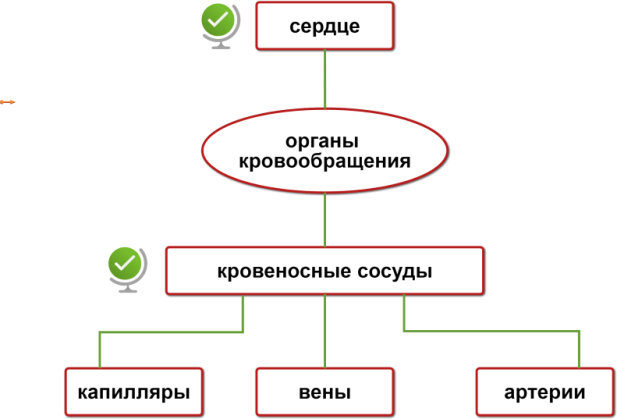 сердце
органы
кровообращения
кровеносные сосуды
капилляры
вены
артерии